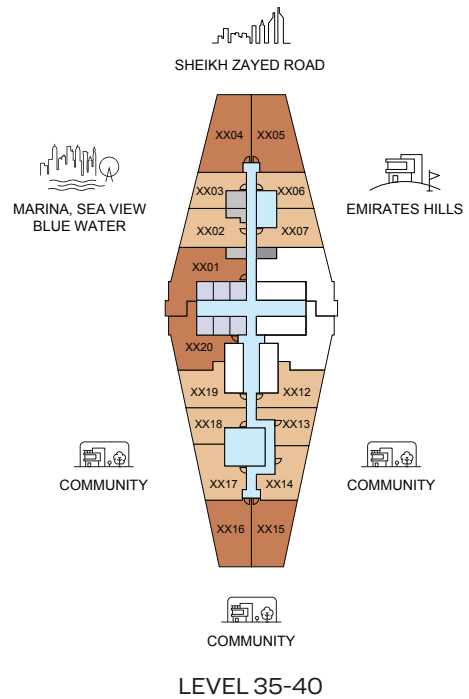 SHEIKH ZAYED ROAD
XX04 XX05
XX03 XX06
MARINA, SEA VIEW
BLUE WATER
EMIRATES HILLS
XX02 XX07
XX01
XX20
XX19 XX12
XX18 XX13
COMMUNITY
COMMUNITY
XX17 XX14
XX16 XX15
COMMUNITY
LEVEL 35-40